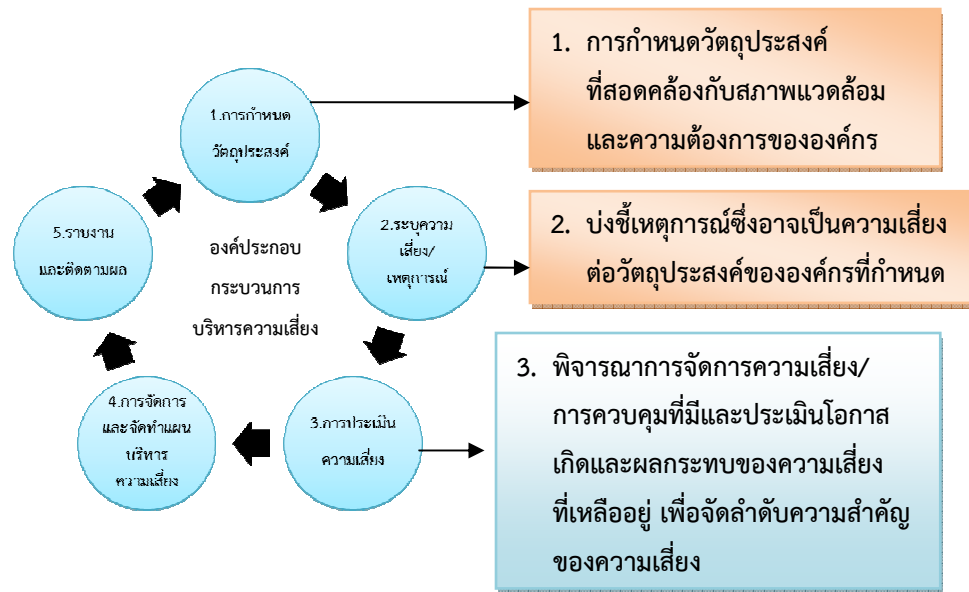 1.การกำหนด
วัตถุประสงค์
2.ระบุความ
เสี่ยง/
เหตุการณ์
3.การประเมิน
ความเสี่ยง
4.การจัดการ
และจัดทำแผน
บริหาร
ความเสี่ยง
5.รายงาน
และติดตามผล
องค์ประกอบ
กระบวนการ
บริหารความเสี่ยง
1. การกำหนดวัตถุประสงค์
ที่สอดคล้องกับสภาพแวดล้อม
และความต้องการขององค์กร
2. บ่งชี้เหตุการณ์ซึ่งอาจเป็นความเสี่ยง
ต่อวัตถุประสงค์ขององค์กรที่กำหนด
3. พิจารณาการจัดการความเสี่ยง/
การควบคุมที่มีและประเมินโอกาส
เกิดและผลกระทบของความเสี่ยง
ที่เหลืออยู่ เพื่อจัดลำดับความสำคัญ
ของความเสี่ยง